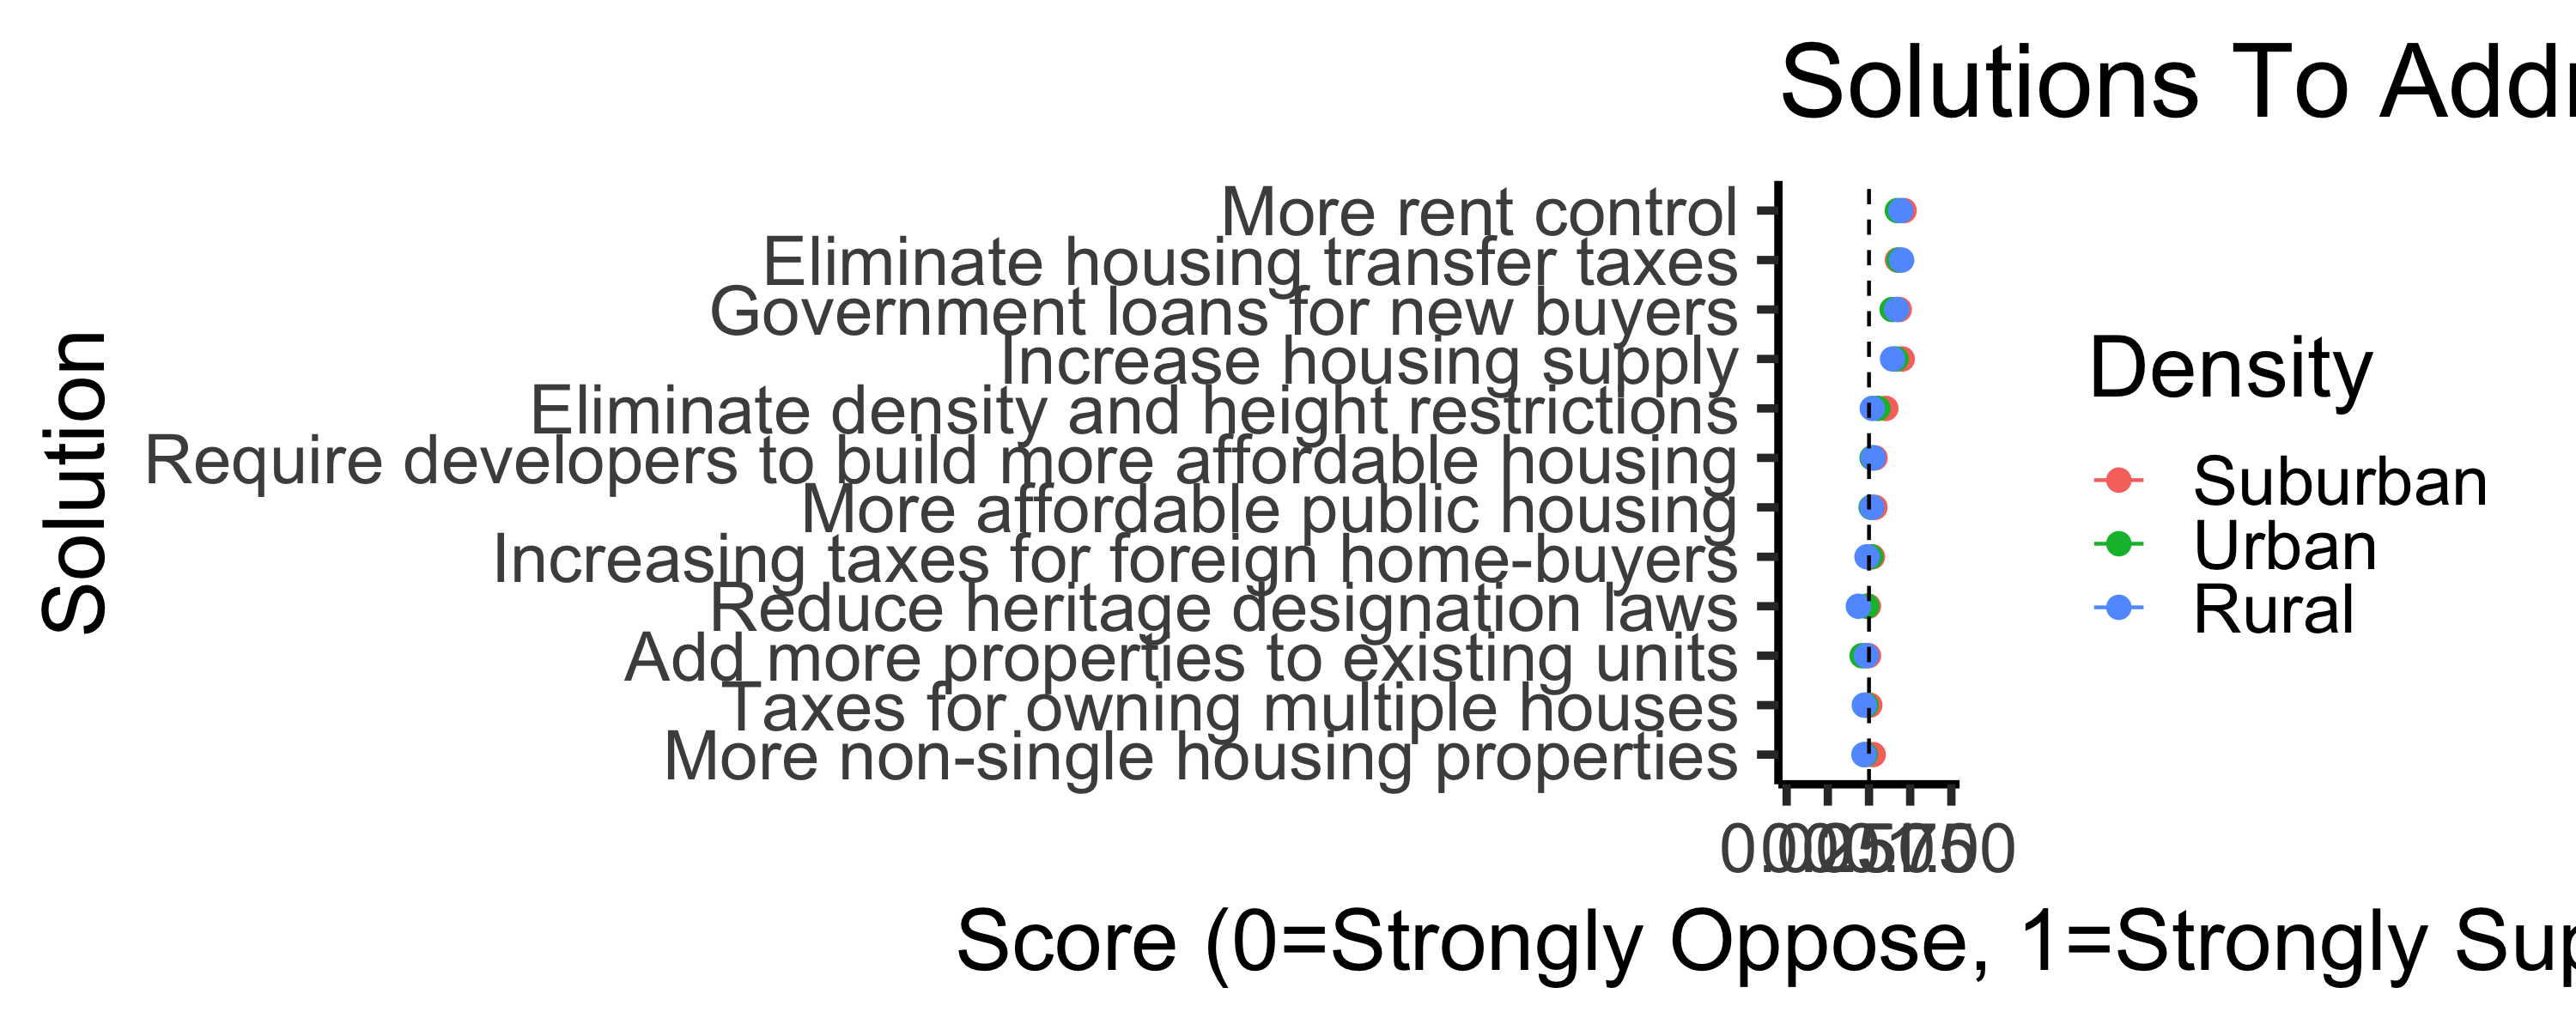 Solutions To Addr
More rent control
Eliminate housing transfer taxes
Government loans for new buyers
Increase housing supply
Eliminate density and height restrictions
Require developers to build more affordable housing
More affordable public housing
Increasing taxes for foreign home-buyers
Reduce heritage designation laws
Add more properties to existing units
Taxes for owning multiple houses
More non-single housing properties
Solution
Density
Suburban
Urban
Rural
Score (0=Strongly Oppose, 1=Strongly Sup